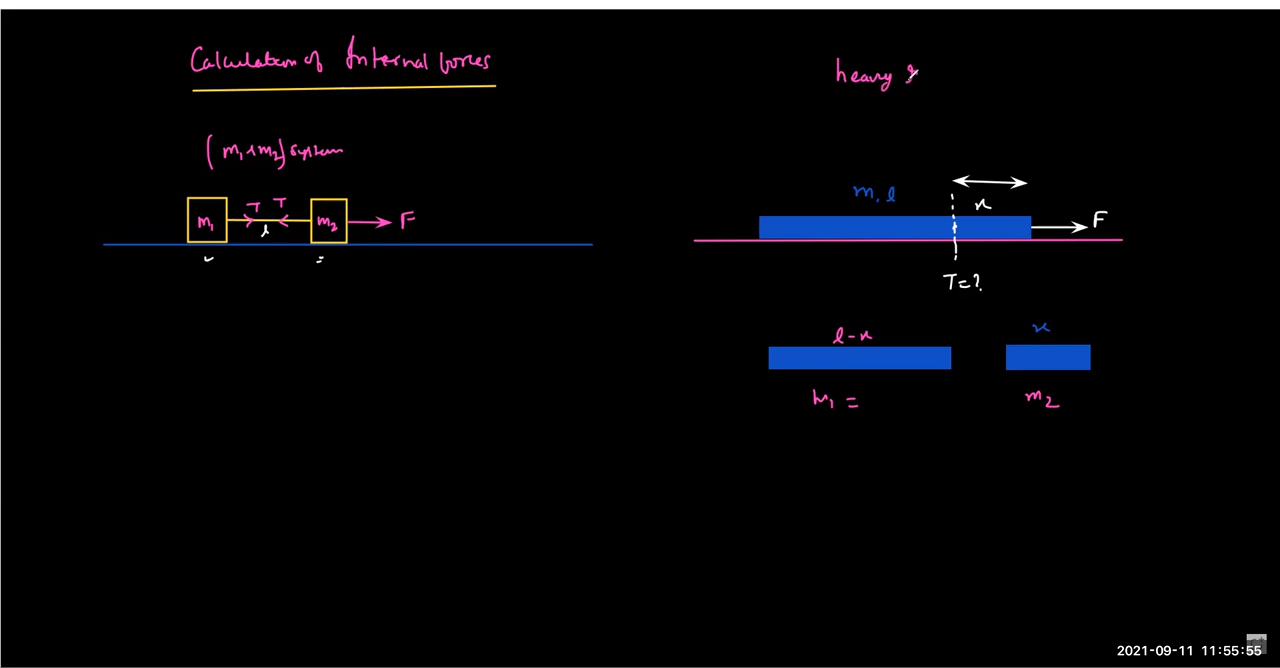 Calculation of Internal forces
(m₁+m₂) system
T T
m₁ m₂ F
l
heavy
m, l
x
F
T=?
l-x x
m₁ = m₂
2021-09-11 11:55:55